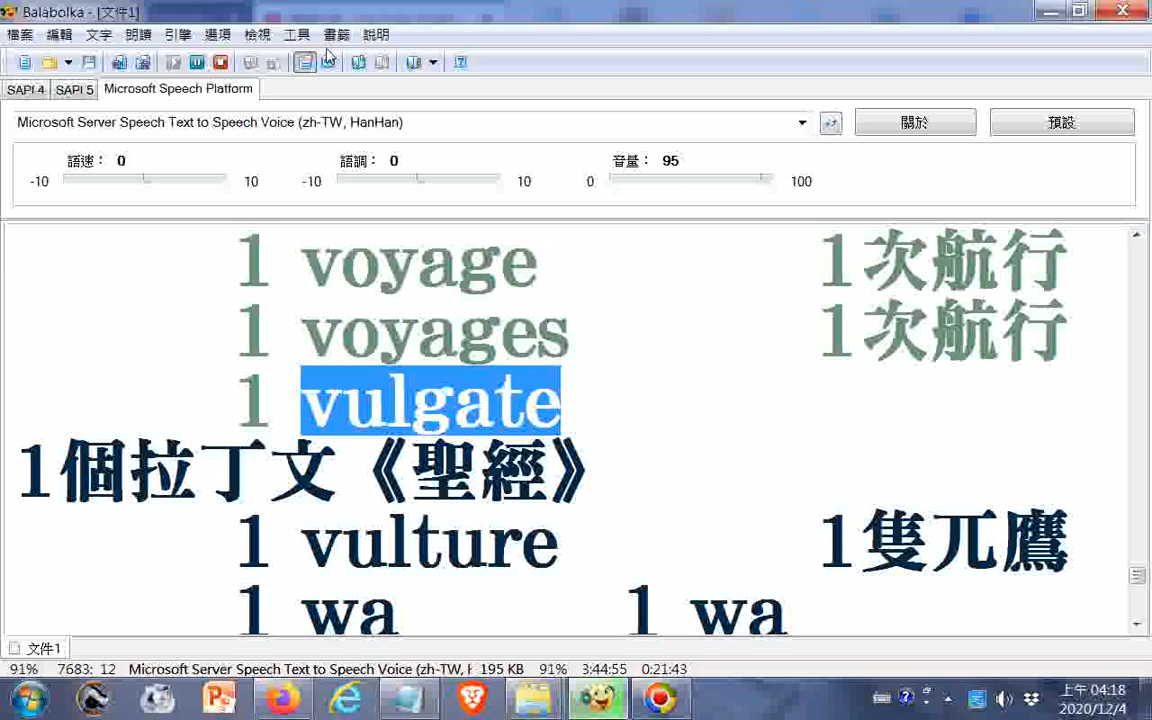 Balabolka - [文件1]
檔案 編輯 文字 朗讀 引擎 選項 檢視 工具 書籤 說明
SAPI 4 SAPI 5 Microsoft Speech Platform
Microsoft Server Speech Text to Speech Voice (zh-TW, HanHan) 關於 預設
語速： 0 語調： 0 音量： 95
-10 10 -10 10 0 100
1 voyage 1次航行
1 voyages 1次航行
1 vulgate
1個拉丁文《聖經》
1 vulture 1隻兀鷹
1 wa 1 wa
文件1
91% 7683: 12 Microsoft Server Speech Text to Speech Voice (zh-TW, H 195 KB 91% 3:44:55 0:21:43
上午 04:18
2020/12/4